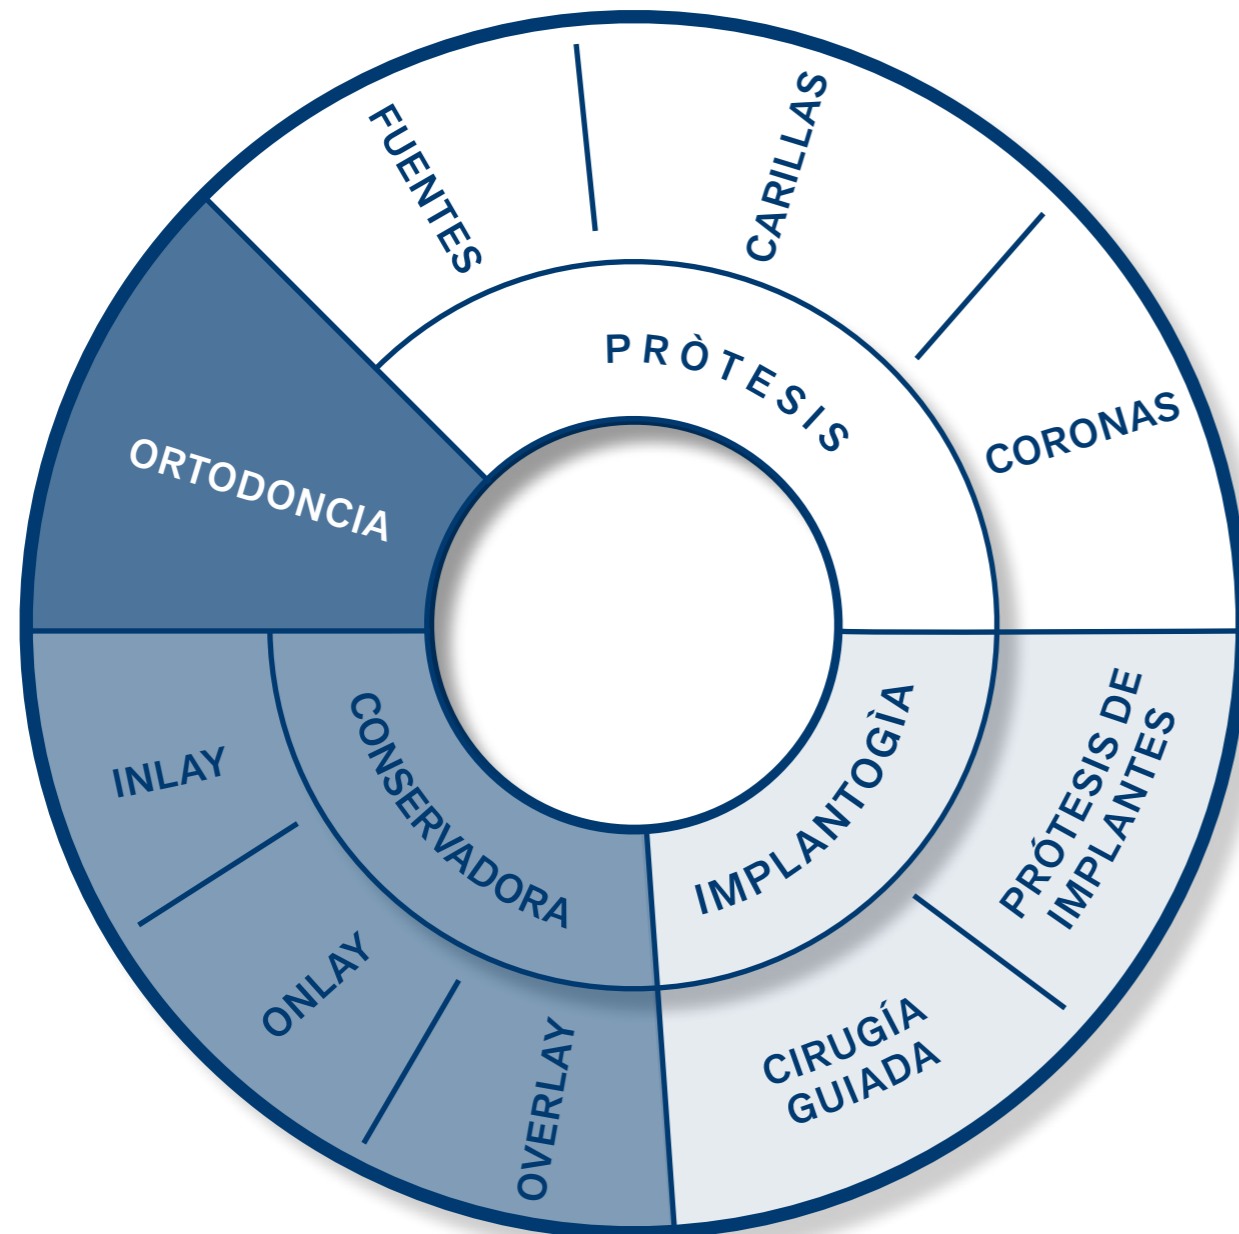 FUENTES
CARILLAS
CORONAS
PRÒTESIS
ORTODONCIA
CONSERVADORA
INLAY
ONLAY
OVERLAY
IMPLANTOGÌA
PRÓTESIS DE
IMPLANTES
CIRUGÍA
GUIADA